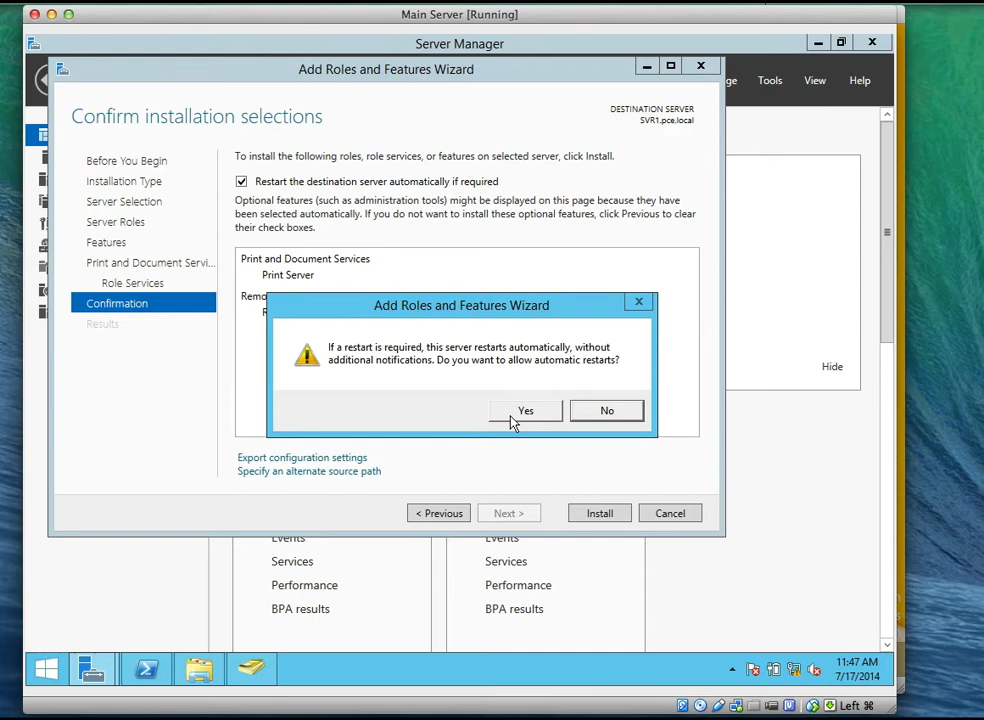 Main Server [Running]
Server Manager
Add Roles and Features Wizard
Tools
View
Help
Confirm installation selections
DESTINATION SERVER
SVR1.pce.local
Before You Begin
Installation Type
Server Selection
Server Roles
Features
Print and Document Servi...
Role Services
Confirmation
Results
To install the following roles, role services, or features on selected server, click Install.
Restart the destination server automatically if required
Optional features (such as administration tools) might be displayed on this page because they have
been selected automatically. If you do not want to install these optional features, click Previous to clear
their check boxes.
Print and Document Services
Print Server
Add Roles and Features Wizard
If a restart is required, this server restarts automatically, without
additional notifications. Do you want to allow automatic restarts?
Yes
No
Export configuration settings
Specify an alternate source path
< Previous
Next >
Install
Cancel
Hide
Events
Services
Performance
BPA results
Events
Services
Performance
BPA results
11:47 AM
7/17/2014
Left ⌘